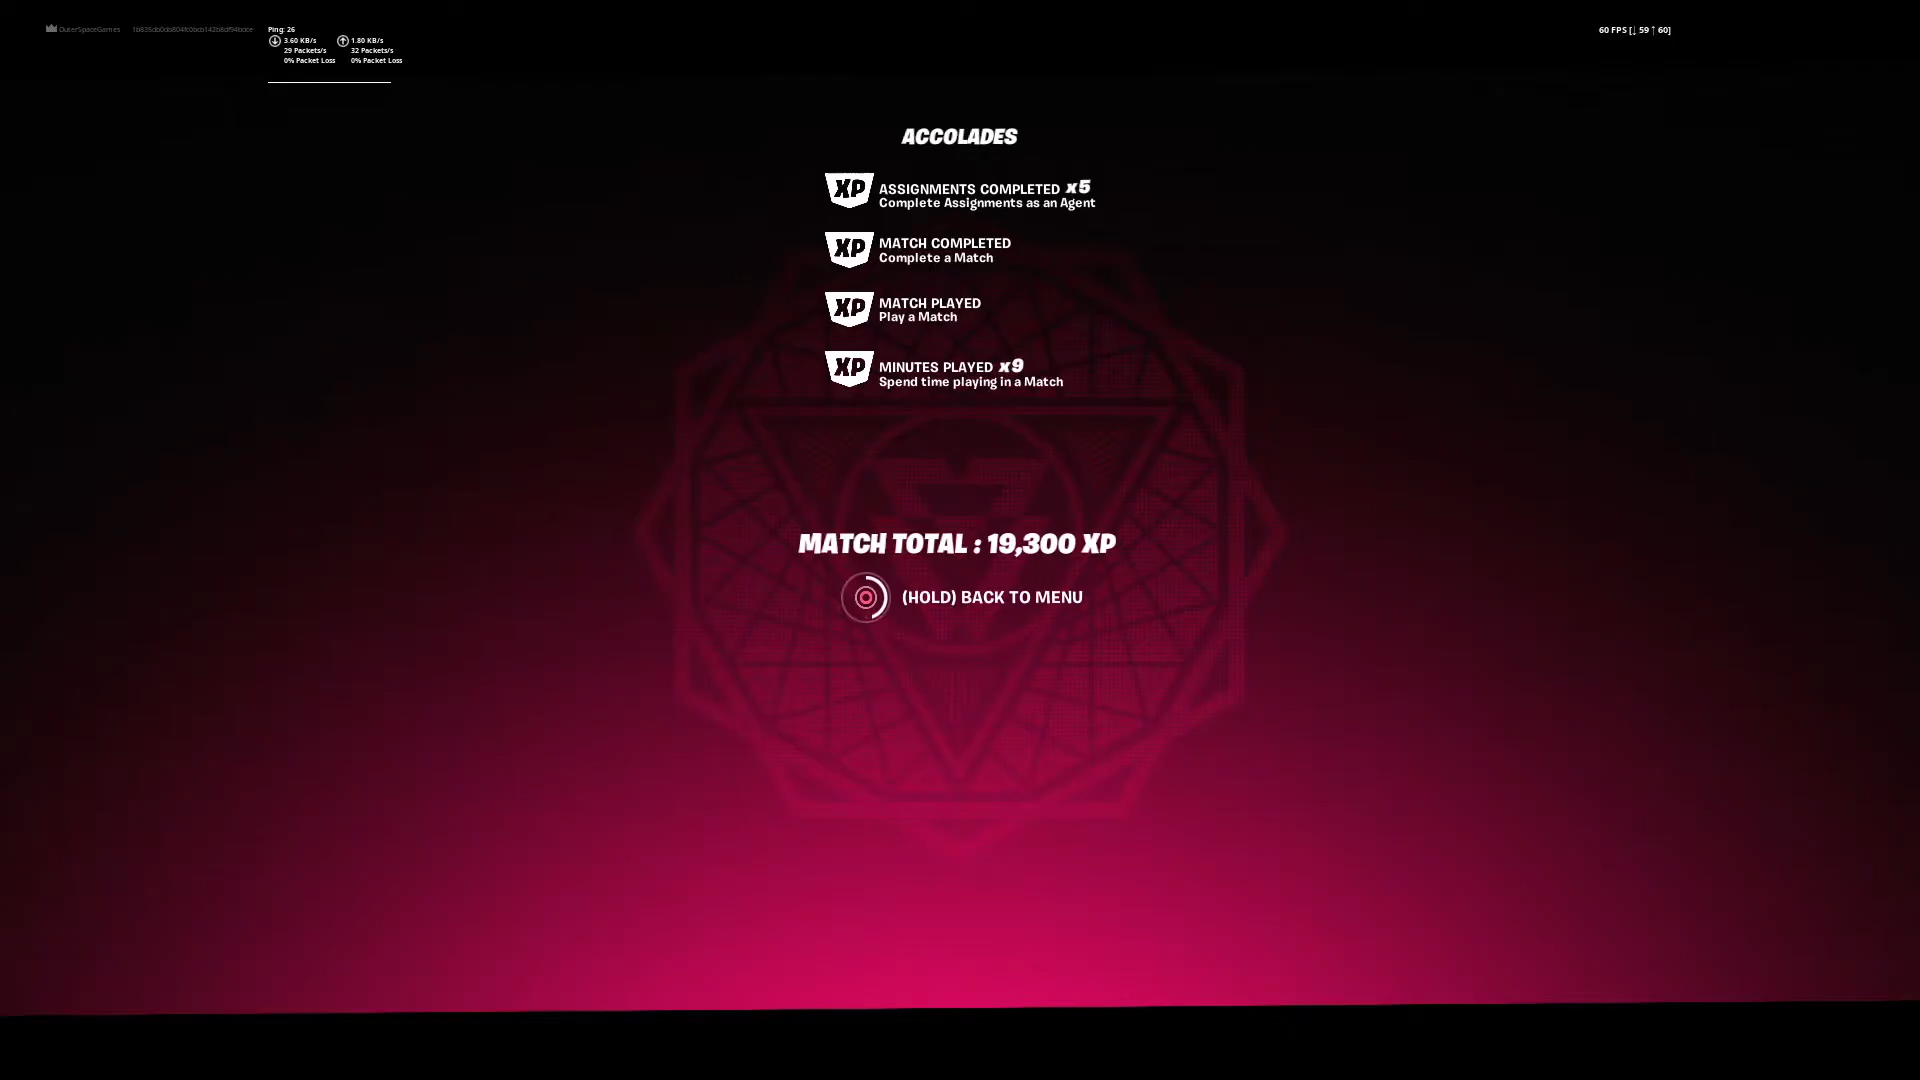 OuterSpaceGames
Ping: 26
3.60 KB/s 1.80 KB/s
29 Packets/s 32 Packets/s
0% Packet Loss 0% Packet Loss
60 FPS [↓ 59 ↑ 60]
ACCOLADES
XP ASSIGNMENTS COMPLETED x5
Complete Assignments as an Agent
XP MATCH COMPLETED
Complete a Match
XP MATCH PLAYED
Play a Match
XP MINUTES PLAYED x9
Spend time playing in a Match
MATCH TOTAL : 19,300 XP
(HOLD) BACK TO MENU